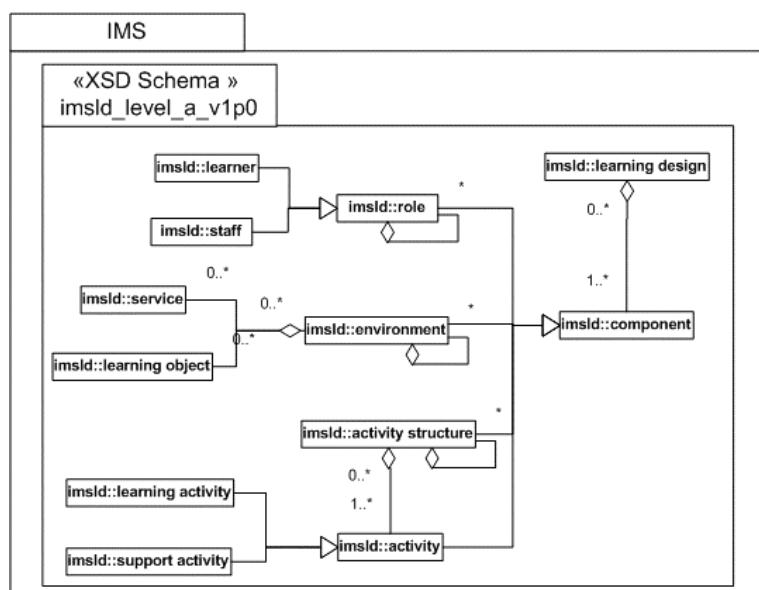 IMS
«XSD Schema »
imsld_level_a_v1p0
imsld::learner
imsld::learning design
*
imsld::role
0..*
imsld::staff
0..*
imsld::service
0..*
1..*
*
imsld::environment
imsld::component
0..*
imsld::learning object
*
imsld::activity structure
0..*
imsld::learning activity
1..*
imsld::activity
imsld::support activity